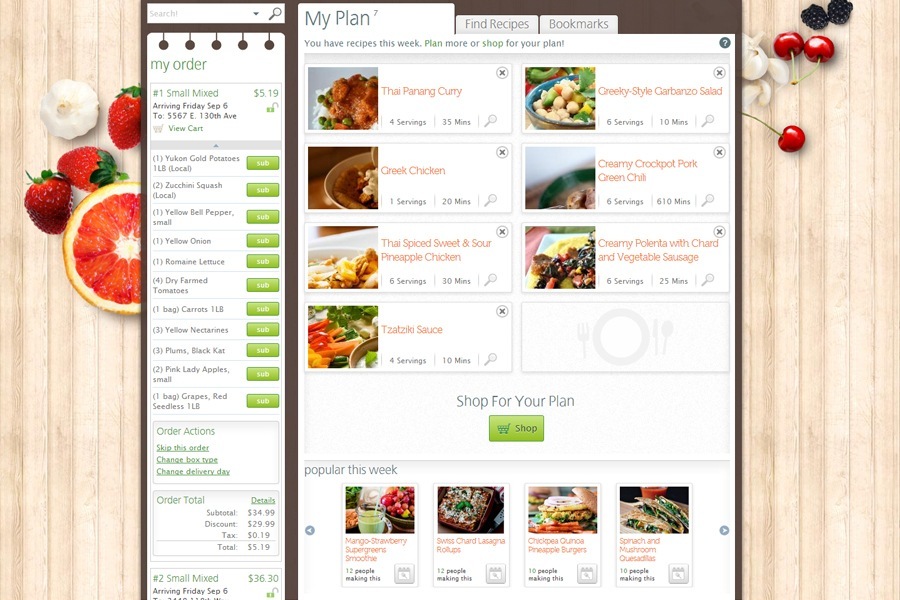 Search!
my order
#1 Small Mixed $5.19
Arriving Friday Sep 6
To: 5567 E. 130th Ave
View Cart
(1) Yukon Gold Potatoes
1LB (Local)
sub
(2) Zucchini Squash
(Local)
sub
(1) Yellow Bell Pepper,
small
sub
(1) Yellow Onion
sub
(1) Romaine Lettuce
sub
(4) Dry Farmed
Tomatoes
sub
(1 bag) Carrots 1LB
sub
(3) Yellow Nectarines
sub
(3) Plums, Black Kat
sub
(2) Pink Lady Apples,
small
sub
(1 bag) Grapes, Red
Seedless 1LB
sub
Order Actions
Skip this order
Change box type
Change delivery day
Order Total Details
Subtotal: $34.99
Discount: $29.99
Tax: $0.19
Total: $5.19
#2 Small Mixed $36.30
Arriving Friday Sep 6
My Plan 7
Find Recipes
Bookmarks
You have recipes this week. Plan more or shop for your plan!
?
Thai Panang Curry
4 Servings 35 Mins
Greeky-Style Garbanzo Salad
6 Servings 10 Mins
Greek Chicken
1 Servings 20 Mins
Creamy Crockpot Pork
Green Chili
6 Servings 610 Mins
Thai Spiced Sweet & Sour
Pineapple Chicken
6 Servings 30 Mins
Creamy Polenta with Chard
and Vegetable Sausage
6 Servings 25 Mins
Tzatziki Sauce
4 Servings 10 Mins
Shop For Your Plan
Shop
popular this week
Mango-Strawberry
Supergreens
Smoothie
12 people
making this
Swiss Chard Lasagna
Rollups
12 people
making this
Chickpea Quinoa
Pineapple Burgers
10 people
making this
Spinach and
Mushroom
Quesadillas
10 people
making this